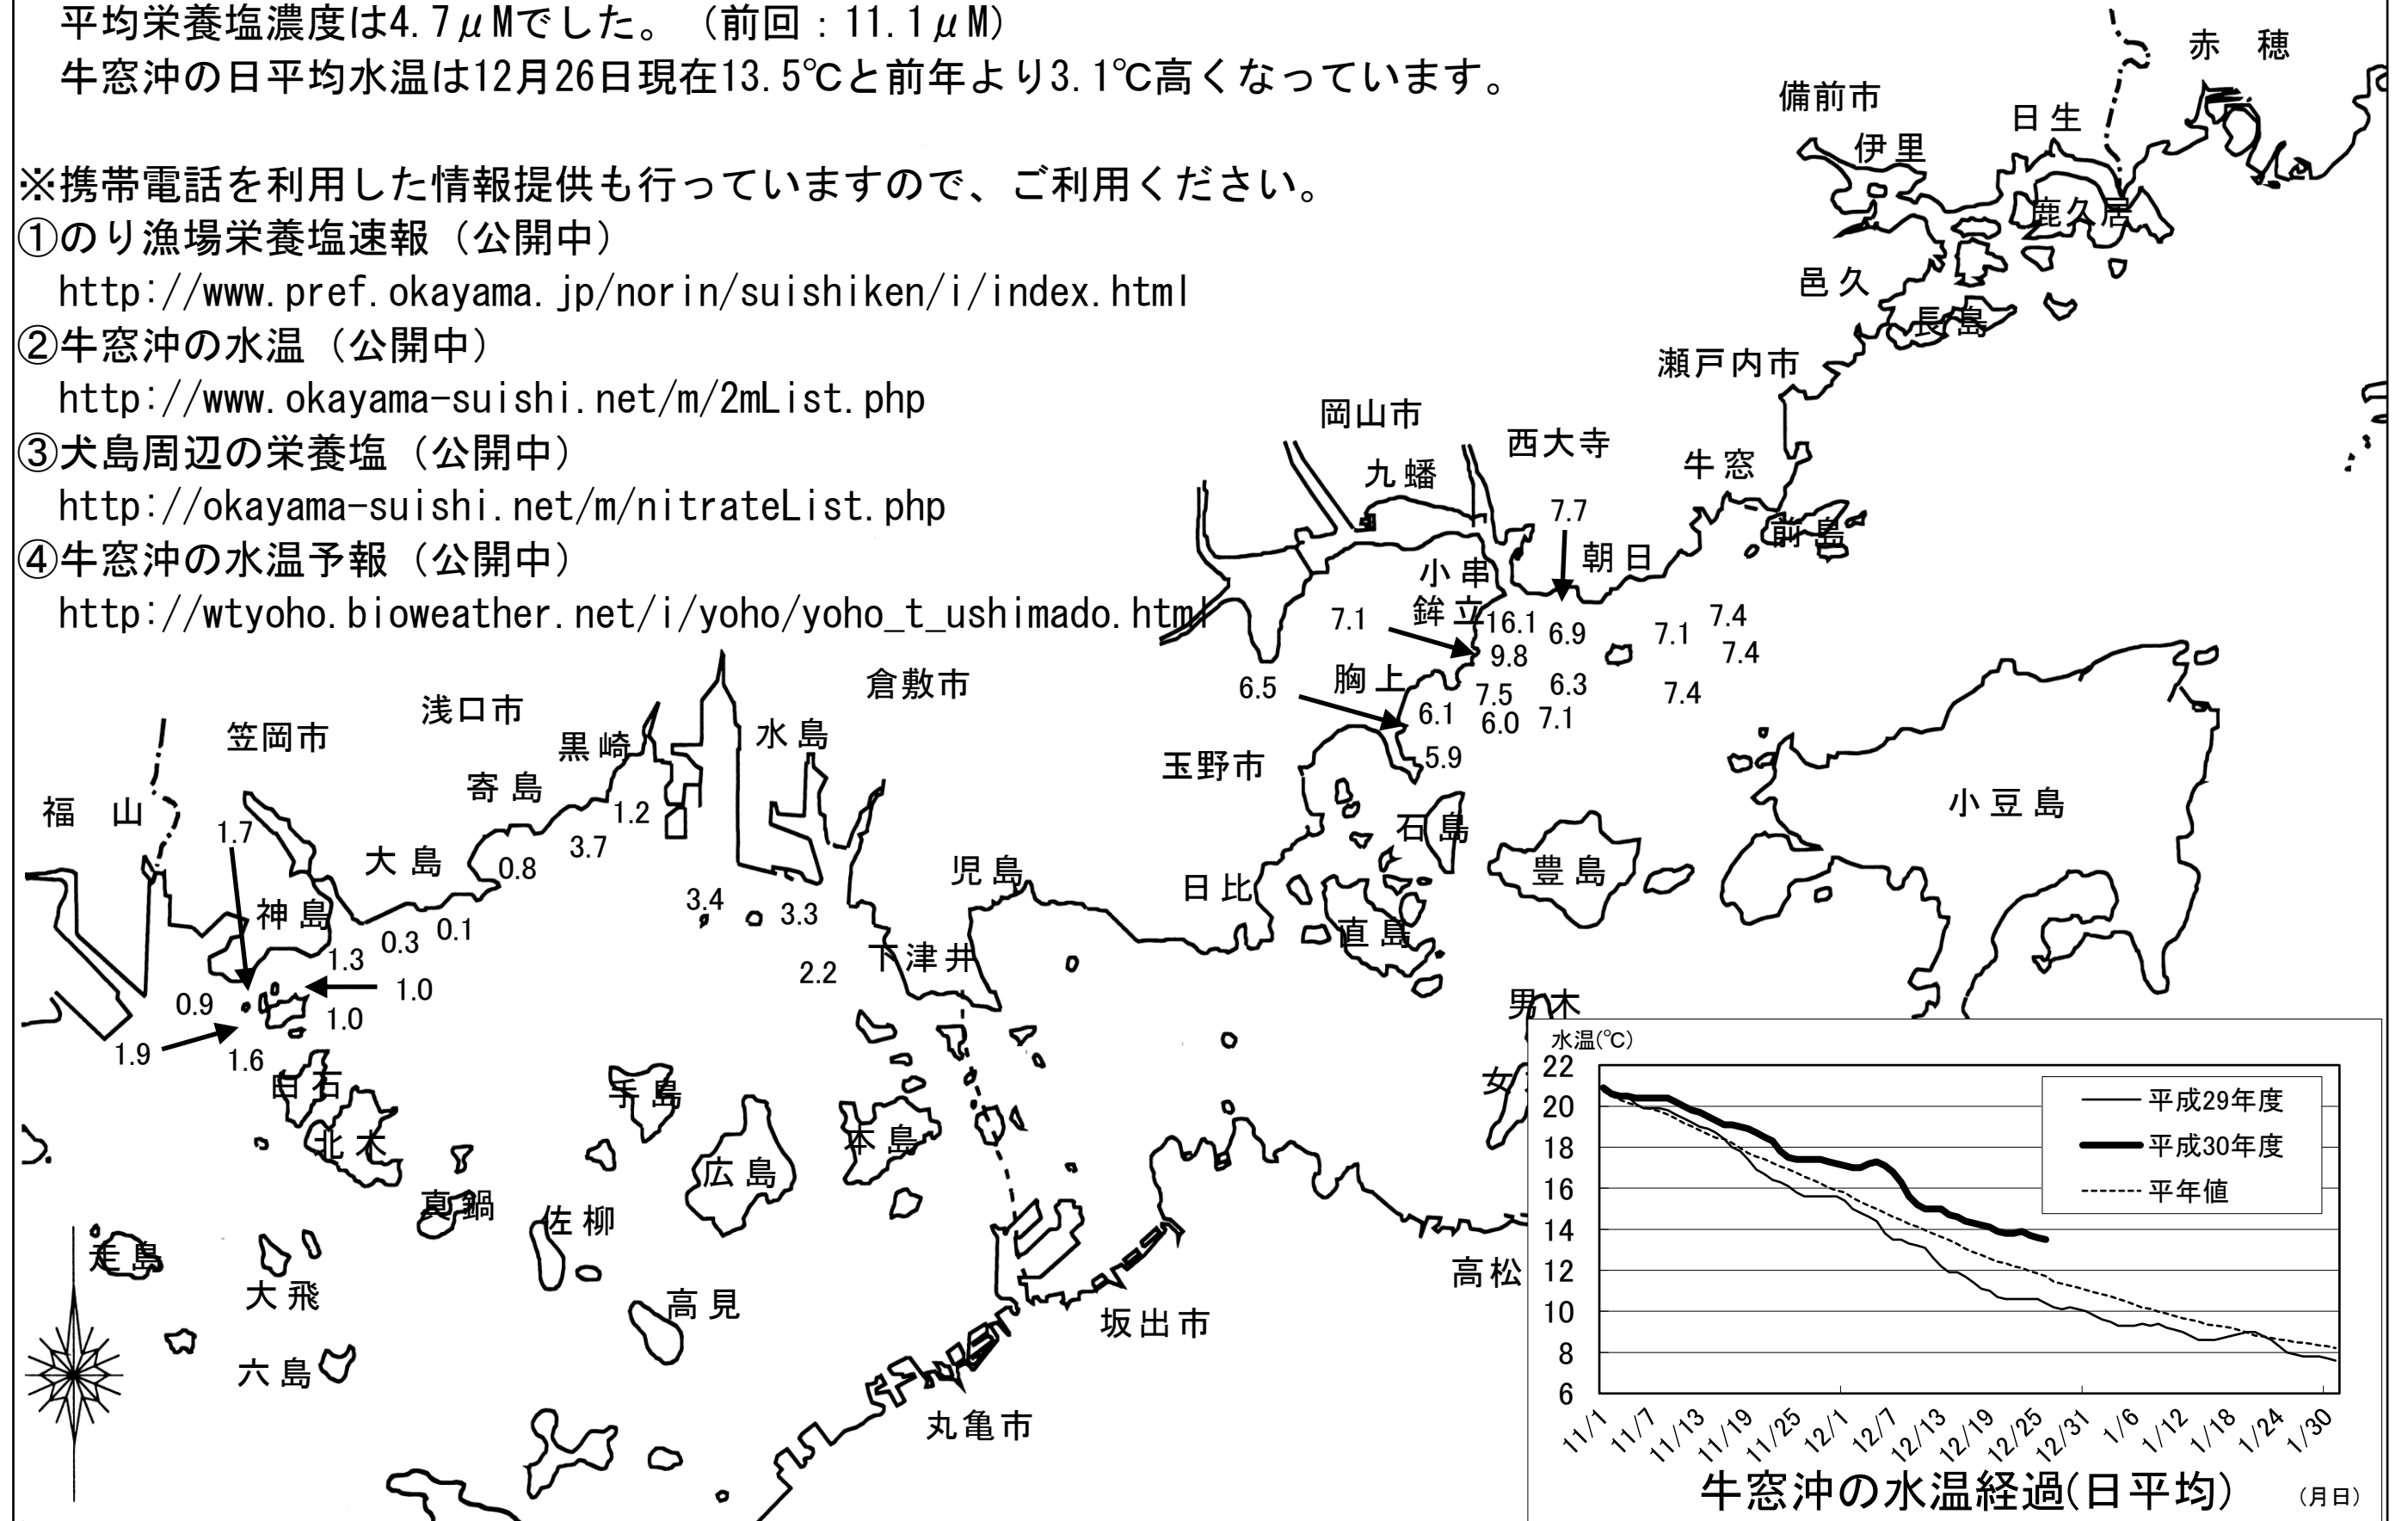 平均栄養塩濃度は4.7μMでした。（前回：11.1μM）
牛窓沖の日平均水温は12月26日現在13.5℃と前年より3.1℃高くなっています。
※携帯電話を利用した情報提供も行っていますので、ご利用ください。
①のり漁場栄養塩速報（公開中）
http://www.pref.okayama.jp/norin/suishiken/i/index.html
②牛窓沖の水温（公開中）
http://www.okayama-suishi.net/m/2mList.php
③犬島周辺の栄養塩（公開中）
http://okayama-suishi.net/m/nitrateList.php
④牛窓沖の水温予報（公開中）
http://wtyoho.bioweather.net/i/yoho/yoho_t_ushimado.html
赤 穂
備前市
日生
伊里
鹿久居
邑久
長島
瀬戸内市
岡山市
西大寺
九蟠
牛窓
7.7
前島
朝日
小串
鉾立
7.1
16.1
6.9
7.1
7.4
9.8
7.4
胸上
6.5
7.5
6.3
7.4
6.1
6.0
7.1
5.9
倉敷市
浅口市
笠岡市
黒崎
水島
玉野市
寄島
福 山
1.7
1.2
3.7
石島
小豆島
大島
0.8
児島
日比
豊島
神島
3.4
3.3
0.1
0.3
直島
1.3
2.2
下津井
1.0
0.9
1.0
男木
1.9
1.6
白石
手島
女
北木
本島
広島
真鍋
佐柳
走島
大飛
高松
高見
坂出市
六島
丸亀市
水温(℃)
22
20
18
16
14
12
10
8
6
平成29年度
平成30年度
平年値
11/1
11/7
11/13
11/19
11/25
12/1
12/7
12/13
12/19
12/25
12/31
1/6
1/12
1/18
1/24
1/30
牛窓沖の水温経過(日平均)
（月日）